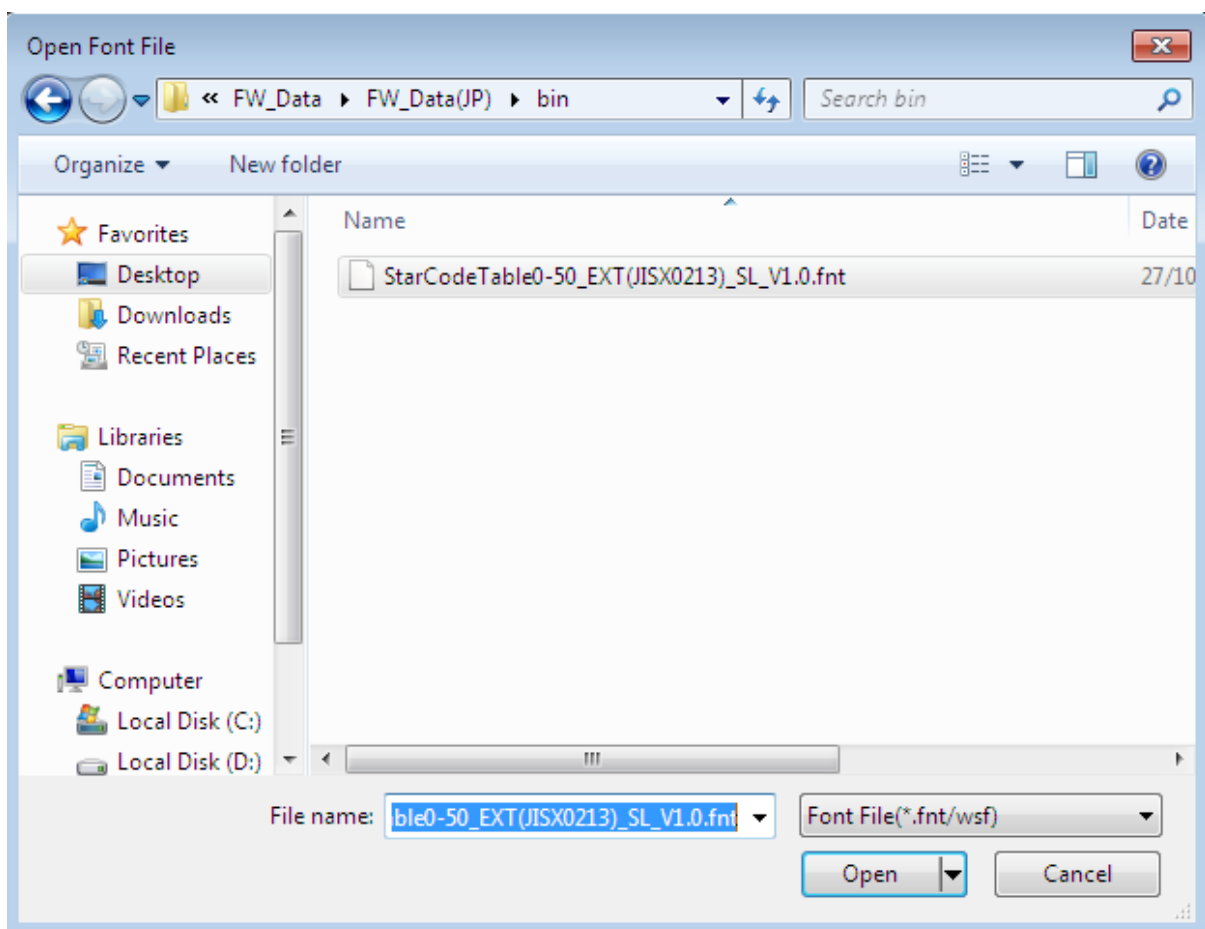 Open Font File
« FW_Data ▸ FW_Data(JP) ▸ bin
Search bin
Organize
New folder
Name
Date
StarCodeTable0-50_EXT(JISX0213)_SL_V1.0.fnt
27/10
Favorites
Desktop
Downloads
Recent Places
Libraries
Documents
Music
Pictures
Videos
Computer
Local Disk (C:)
Local Disk (D:)
File name:
ble0-50_EXT(JISX0213)_SL_V1.0.fnt
Font File(*.fnt/wsf)
Open
Cancel